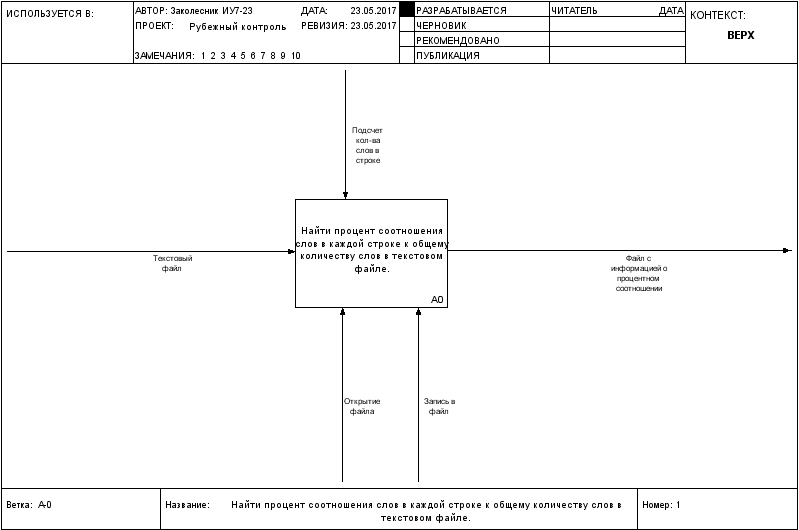 ИСПОЛЬЗУЕТСЯ В:
АВТОР: Заколесник ИУ7-23
ДАТА: 23.05.2017
ПРОЕКТ: Рубежный контроль
РЕВИЗИЯ: 23.05.2017
ЗАМЕЧАНИЯ: 1 2 3 4 5 6 7 8 9 10
РАЗРАБАТЫВАЕТСЯ
ЧЕРНОВИК
РЕКОМЕНДОВАНО
ПУБЛИКАЦИЯ
ЧИТАТЕЛЬ ДАТА
КОНТЕКСТ:
ВЕРХ
Подсчет
кол-ва
слов в
строке
Найти процент соотношения
слов в каждой строке к общему
количеству слов в текстовом
файле.
A0
Текстовый
файл
Файл с
информацией о
процентном
соотношении
Открытие
файла
Запись в
файл
Ветка: A-0
Название: Найти процент соотношения слов в каждой строке к общему количеству слов в
текстовом файле.
Номер: 1